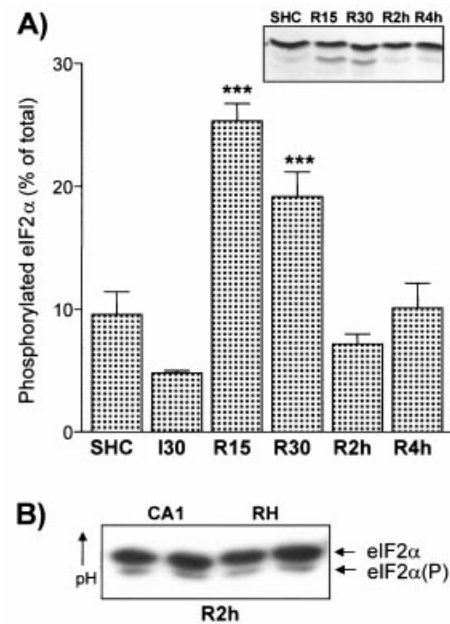 A)
SHC R15 R30 R2h R4h
Phosphorylated eIF2α (% of total)
30
20
10
0
***
***
SHC I30 R15 R30 R2h R4h
B)
CA1 RH
pH
eIF2α
eIF2α(P)
R2h